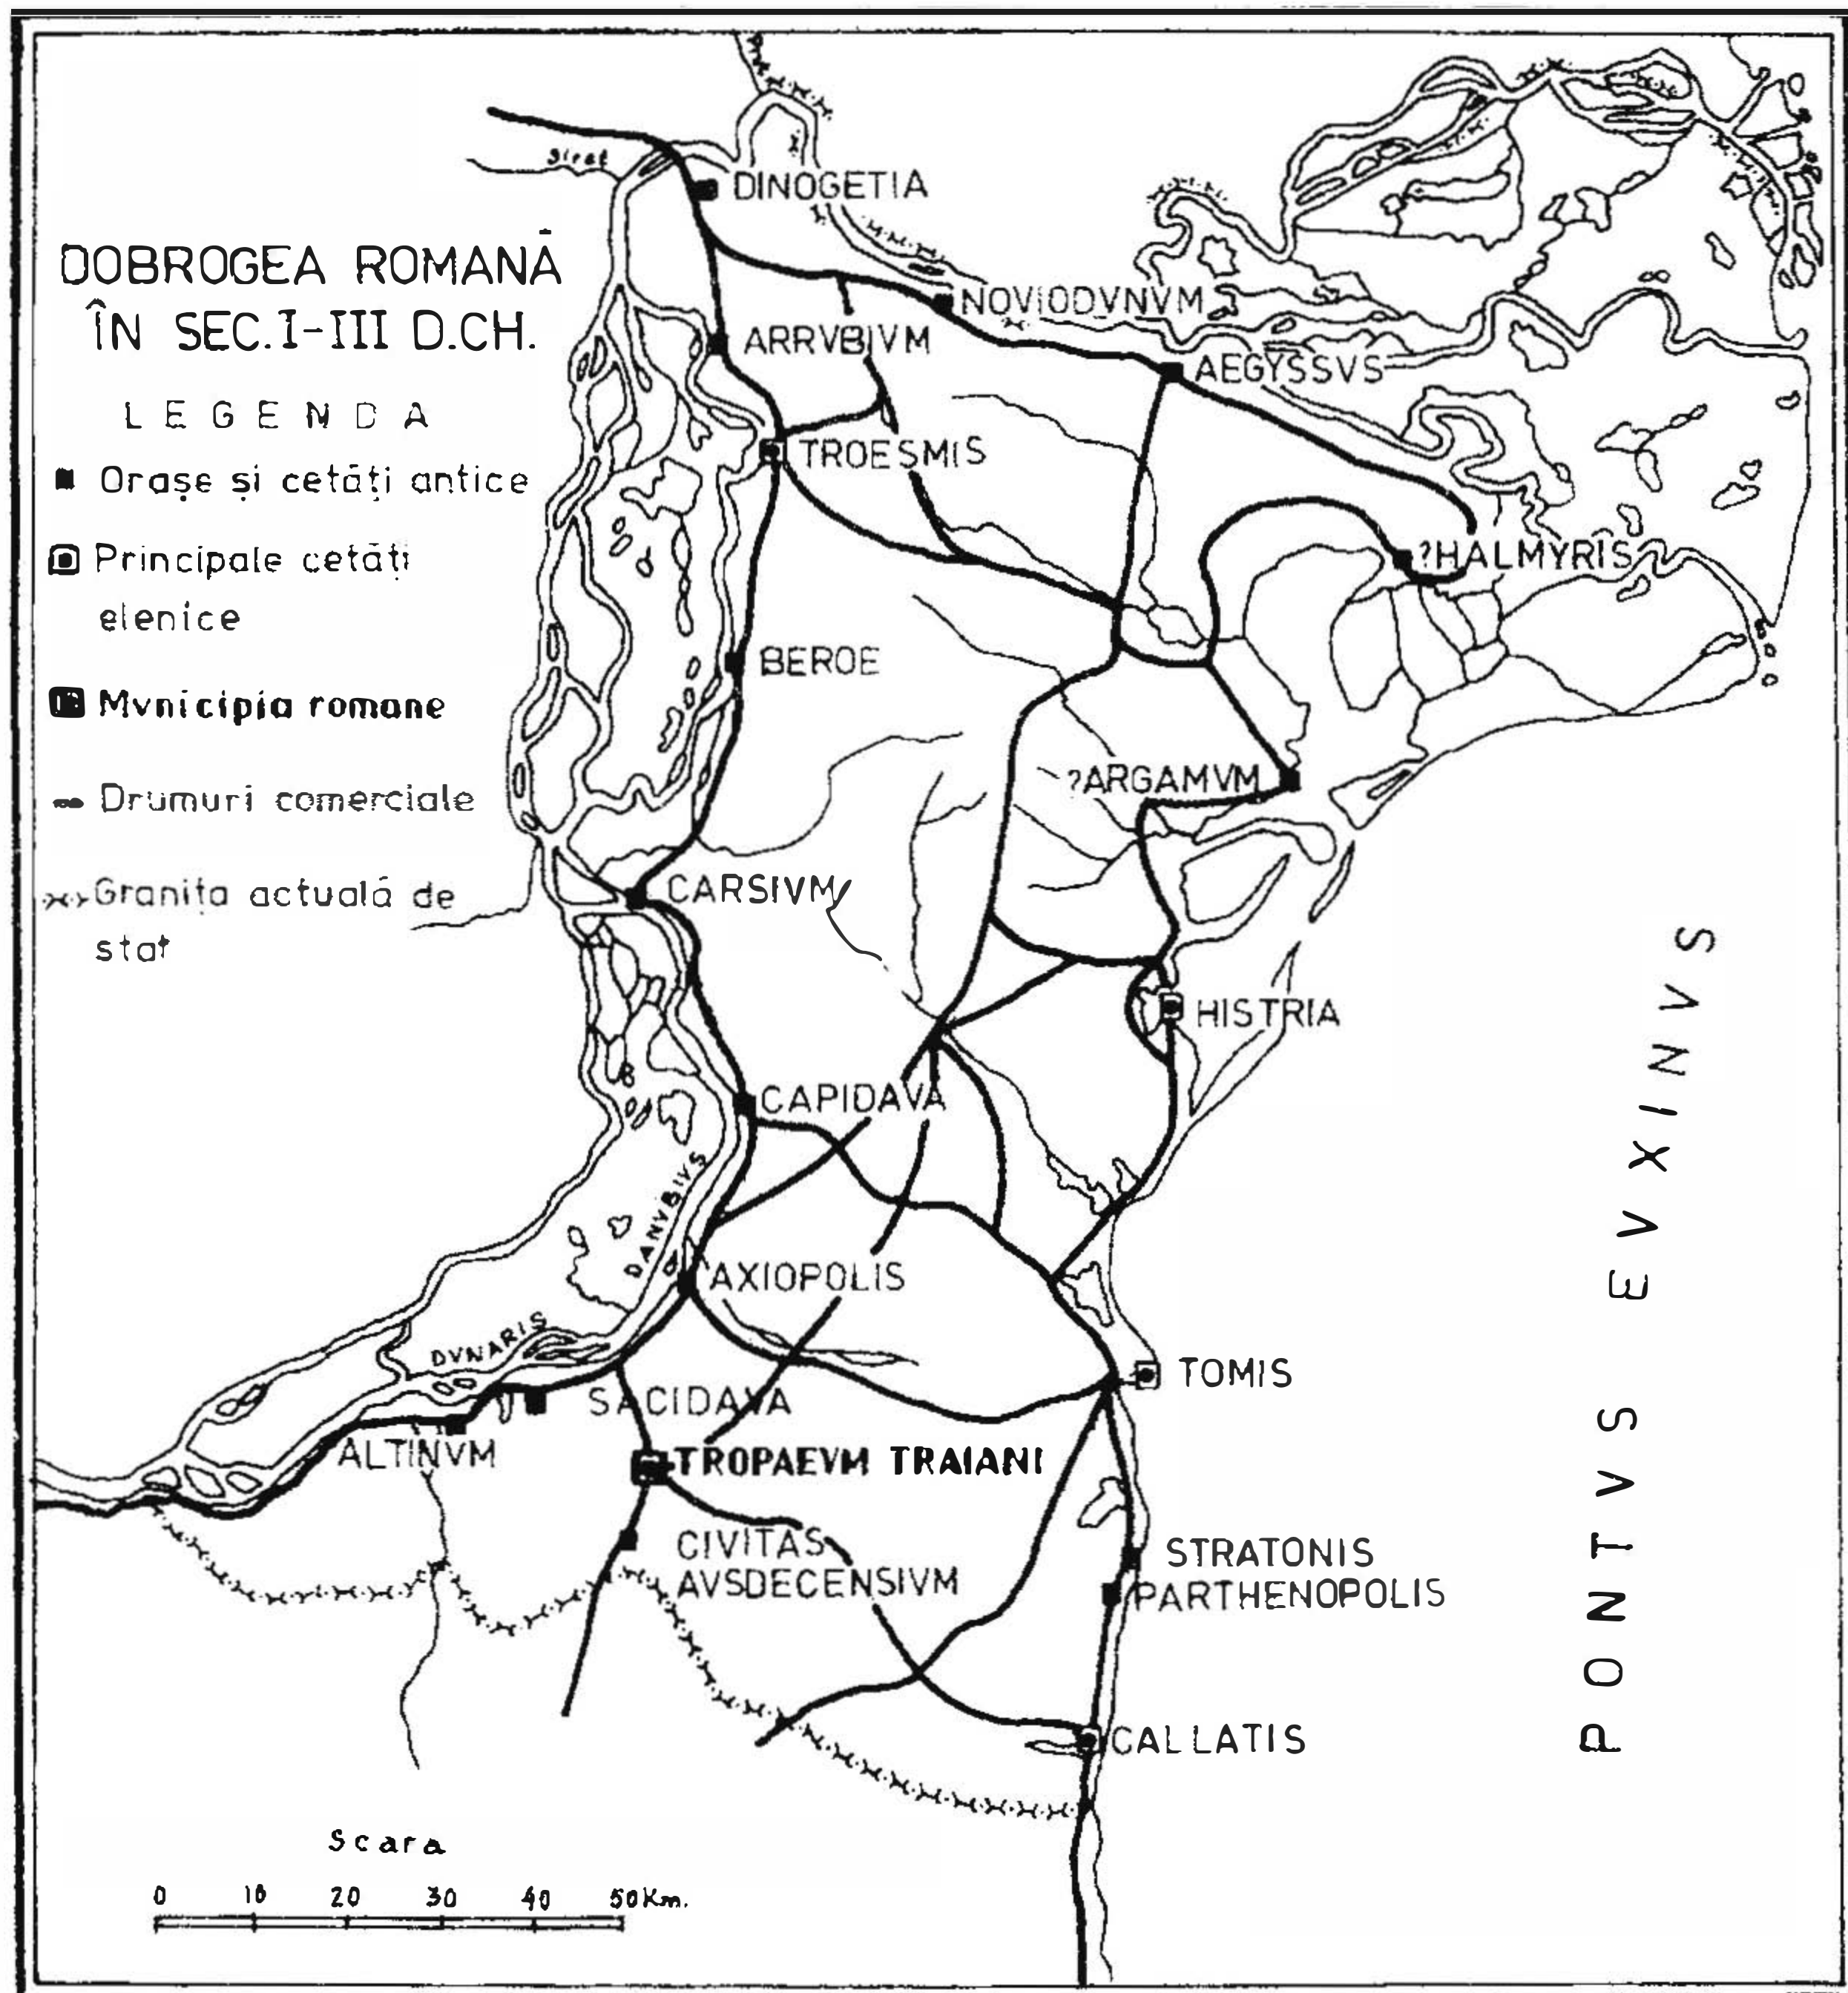 DOBROGEA ROMANĂ
ÎN SEC. I-III D.CH.
LEGENDA
Orașe și cetăți antice
Principale cetăți
elenice
Mvnicipia romane
Drumuri comerciale
Granița actuală de
stat
Siret
DINOGETIA
NOVIODVNVM
ARRVBIVM
AEGYSSVS
TROESMIS
?HALMYRIS
BEROE
?ARGAMVM
CARSIVM
HISTRIA
CAPIDAVA
DANVBIVS
AXIOPOLIS
DVNARIS
TOMIS
SACIDAVA
ALTINVM
TROPAEVM TRAIANI
CIVITAS
AVSDECENSIVM
STRATONIS
PARTHENOPOLIS
CALLATIS
PONTVS EVXINVS
Scara
0 10 20 30 40 50Km.